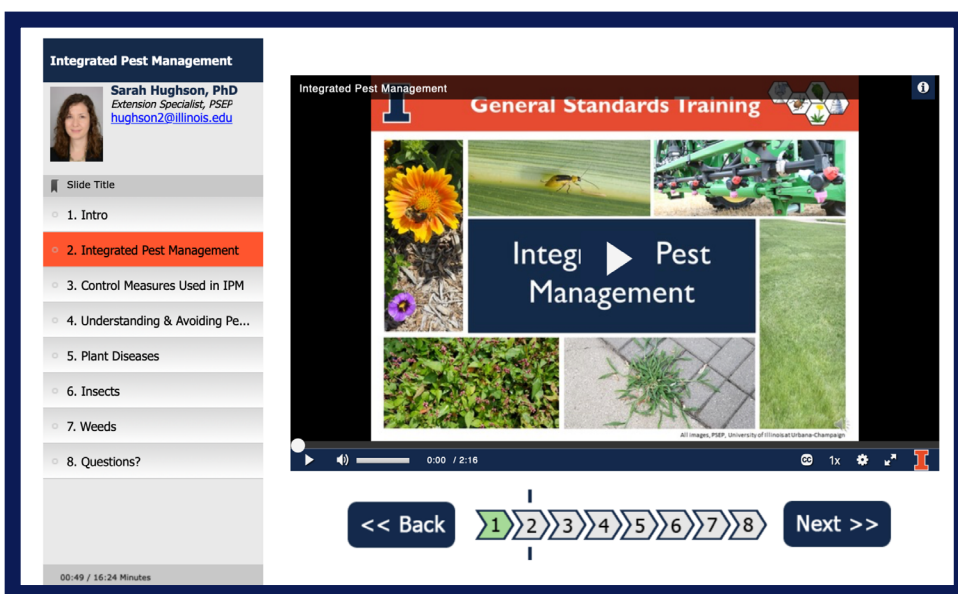 Integrated Pest Management
Sarah Hughson, PhD
Extension Specialist, PSEP
hughson2@illinois.edu
Slide Title
1. Intro
2. Integrated Pest Management
3. Control Measures Used in IPM
4. Understanding & Avoiding Pe...
5. Plant Diseases
6. Insects
7. Weeds
8. Questions?
00:49 / 16:24 Minutes
Integrated Pest Management
General Standards Training
Integ Pest
Management
All images, PSEP, University of Illinois at Urbana-Champaign
0:00 / 2:16
CC 1x I
<< Back 1 2 3 4 5 6 7 8 Next >>